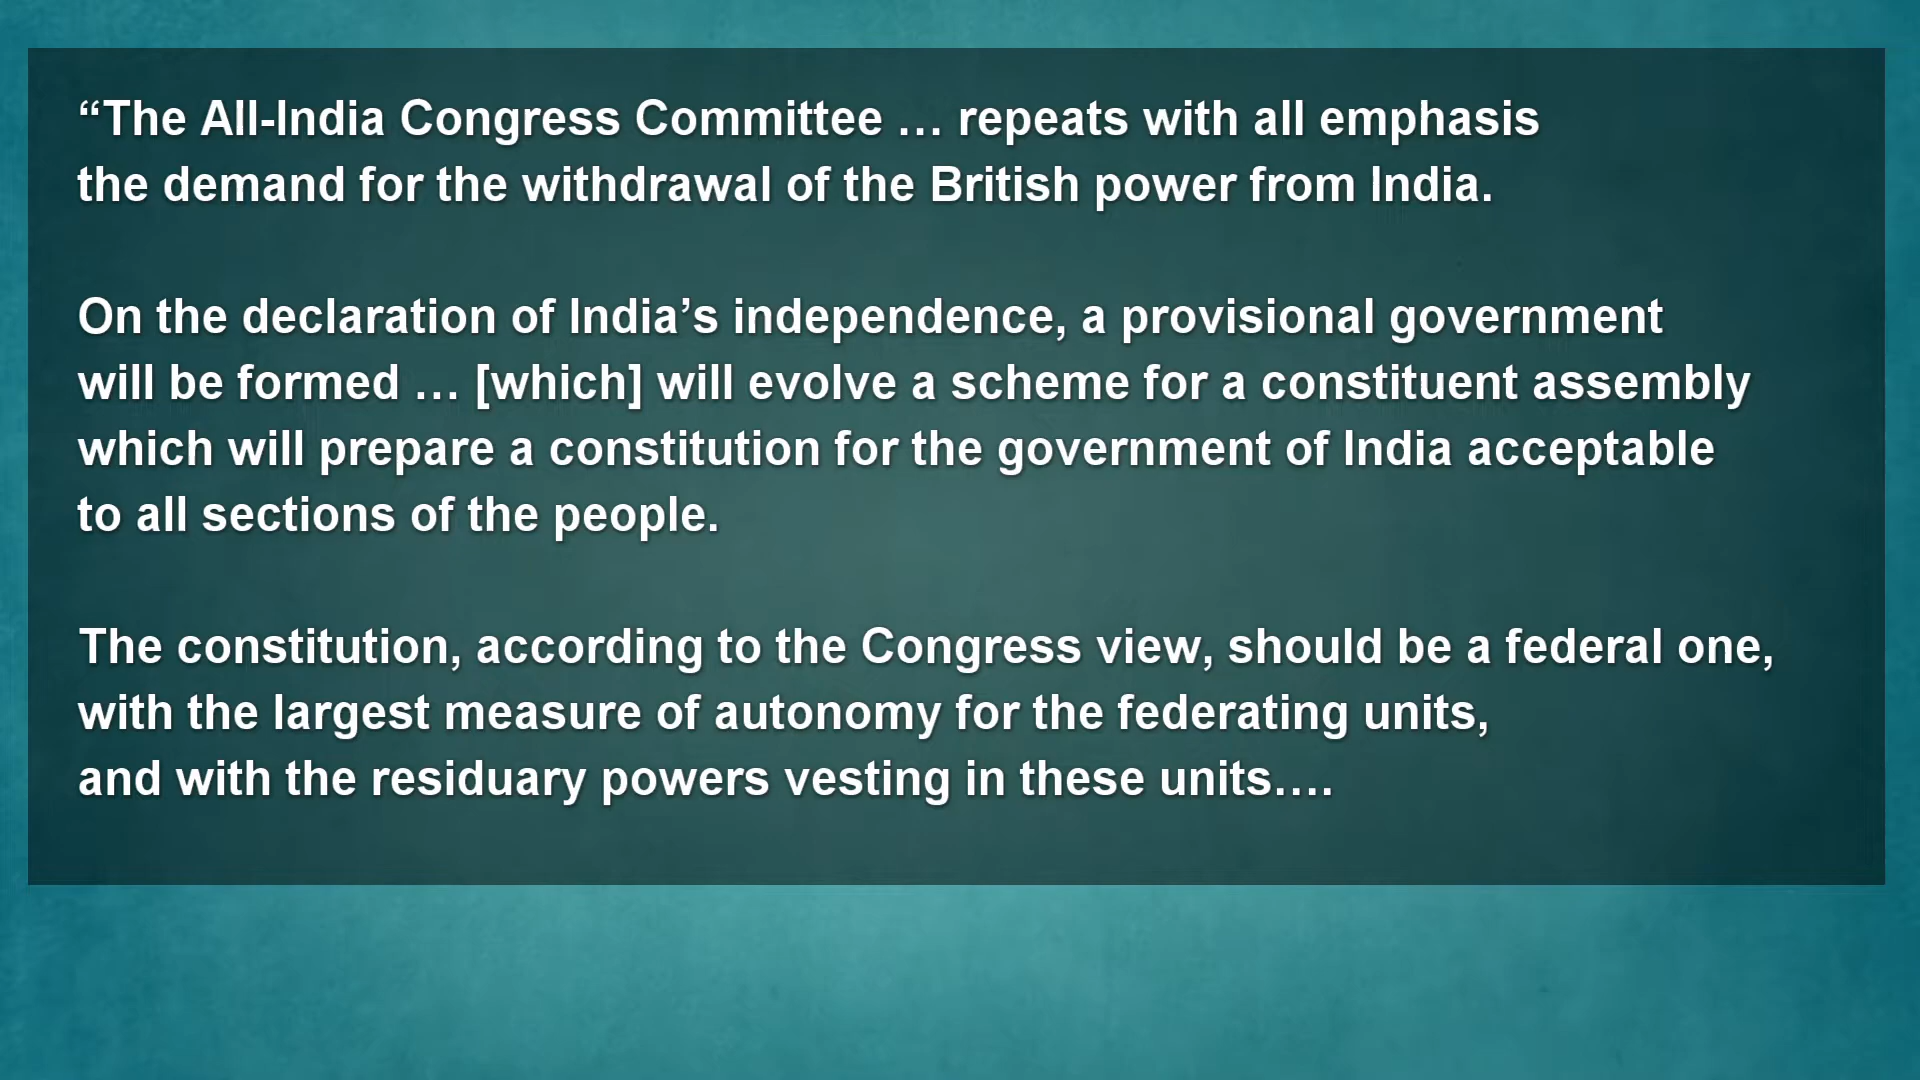 “The All-India Congress Committee … repeats with all emphasis
the demand for the withdrawal of the British power from India.
On the declaration of India’s independence, a provisional government
will be formed … [which] will evolve a scheme for a constituent assembly
which will prepare a constitution for the government of India acceptable
to all sections of the people.
The constitution, according to the Congress view, should be a federal one,
with the largest measure of autonomy for the federating units,
and with the residuary powers vesting in these units….